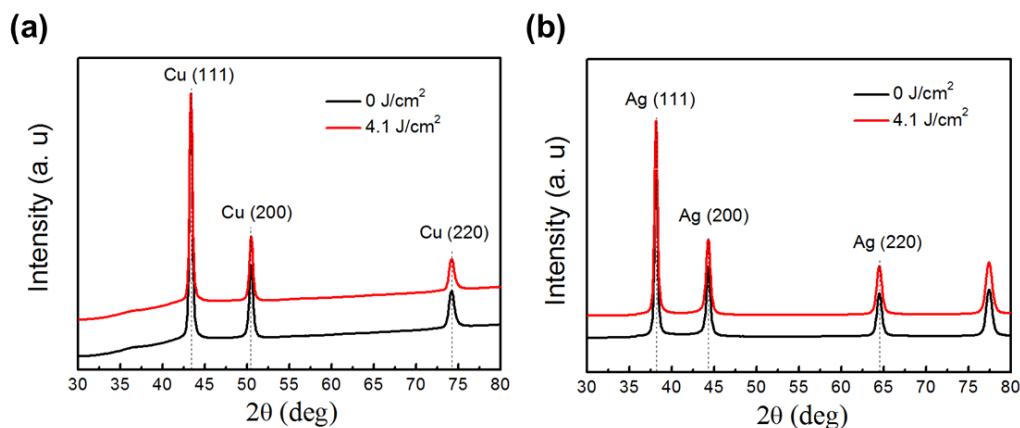 (a)
Cu (111)
0 J/cm²
4.1 J/cm²
Cu (200)
Cu (220)
Intensity (a. u)
30 35 40 45 50 55 60 65 70 75 80
2θ (deg)
(b)
Ag (111)
0 J/cm²
4.1 J/cm²
Ag (200)
Ag (220)
Intensity (a. u)
30 35 40 45 50 55 60 65 70 75 80
2θ (deg)